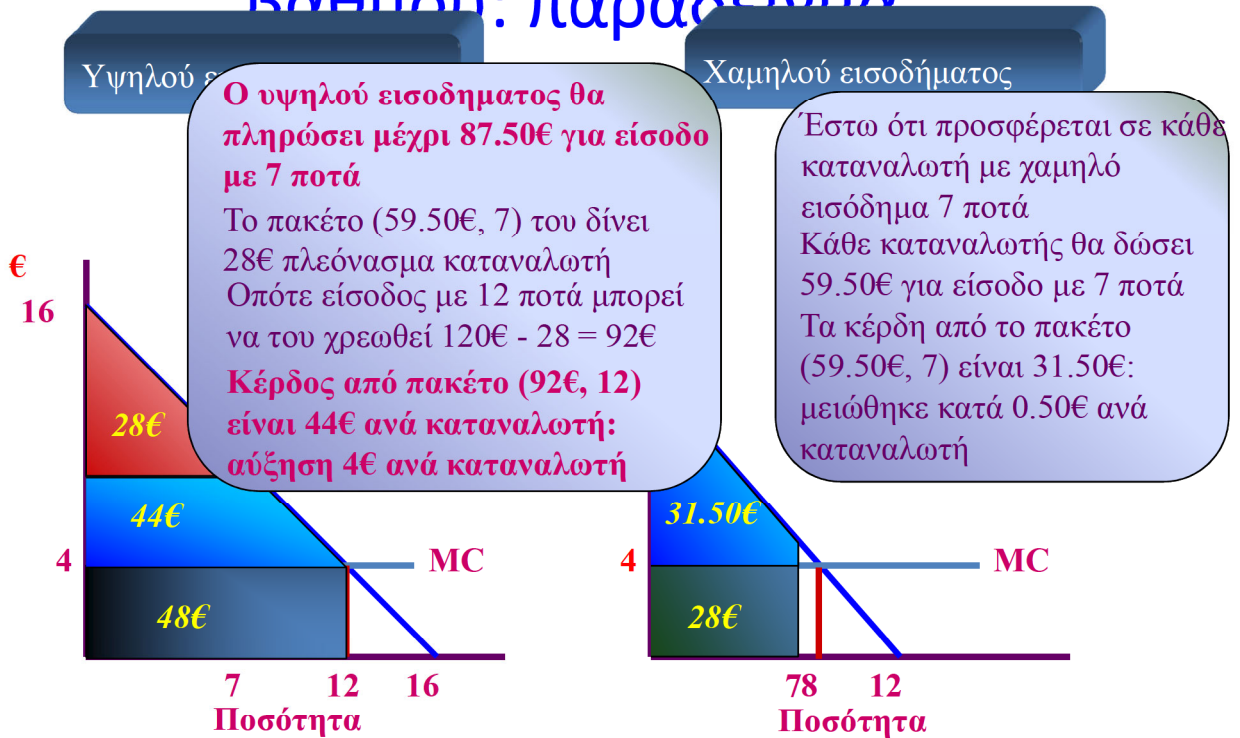 παράδειγμα
Υψηλού
Χαμηλού εισοδήματος
Ο υψηλού εισοδηματος θα
πληρώσει μέχρι 87.50€ για είσοδο
με 7 ποτά
Το πακέτο (59.50€, 7) του δίνει
28€ πλεόνασμα καταναλωτή
Οπότε είσοδος με 12 ποτά μπορεί
να του χρεωθεί 120€ - 28 = 92€
Κέρδος από πακέτο (92€, 12)
είναι 44€ ανά καταναλωτή:
αύξηση 4€ ανά καταναλωτή
Έστω ότι προσφέρεται σε κάθε
καταναλωτή με χαμηλό
εισόδημα 7 ποτά
Κάθε καταναλωτής θα δώσει
59.50€ για είσοδο με 7 ποτά
Τα κέρδη από το πακέτο
(59.50€, 7) είναι 31.50€:
μειώθηκε κατά 0.50€ ανά
καταναλωτή
€
16
28€
44€
4
MC
48€
7 12 16
Ποσότητα
31.50€
4
MC
28€
78 12
Ποσότητα